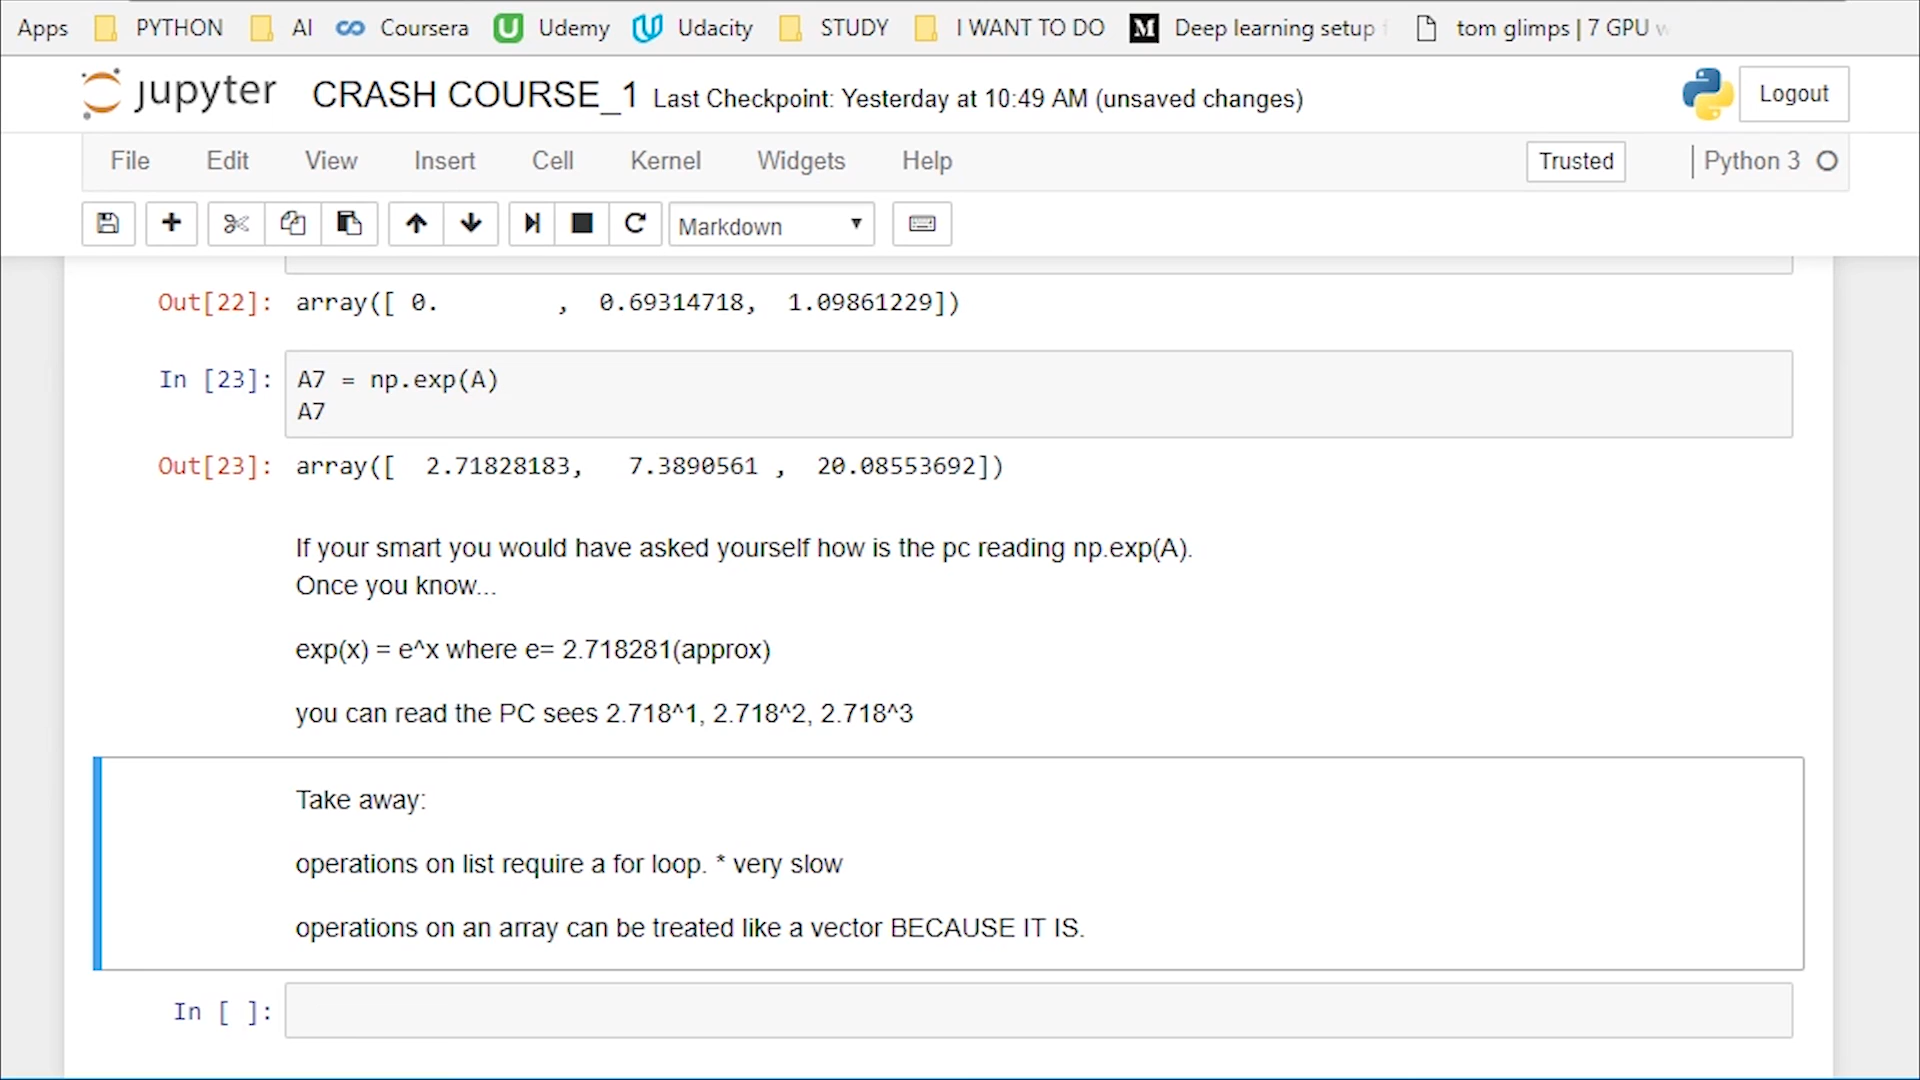 Apps PYTHON AI Coursera Udemy Udacity STUDY I WANT TO DO Deep learning setup tom glimps | 7 GPU
jupyter CRASH COURSE_1 Last Checkpoint: Yesterday at 10:49 AM (unsaved changes) Logout
File Edit View Insert Cell Kernel Widgets Help Trusted Python 3
Markdown
Out[22]: array([ 0. , 0.69314718, 1.09861229])
In [23]: A7 = np.exp(A)
A7
Out[23]: array([ 2.71828183, 7.3890561 , 20.08553692])
If your smart you would have asked yourself how is the pc reading np.exp(A).
Once you know...
exp(x) = e^x where e= 2.718281(approx)
you can read the PC sees 2.718^1, 2.718^2, 2.718^3
Take away:
operations on list require a for loop. * very slow
operations on an array can be treated like a vector BECAUSE IT IS.
In [ ]: